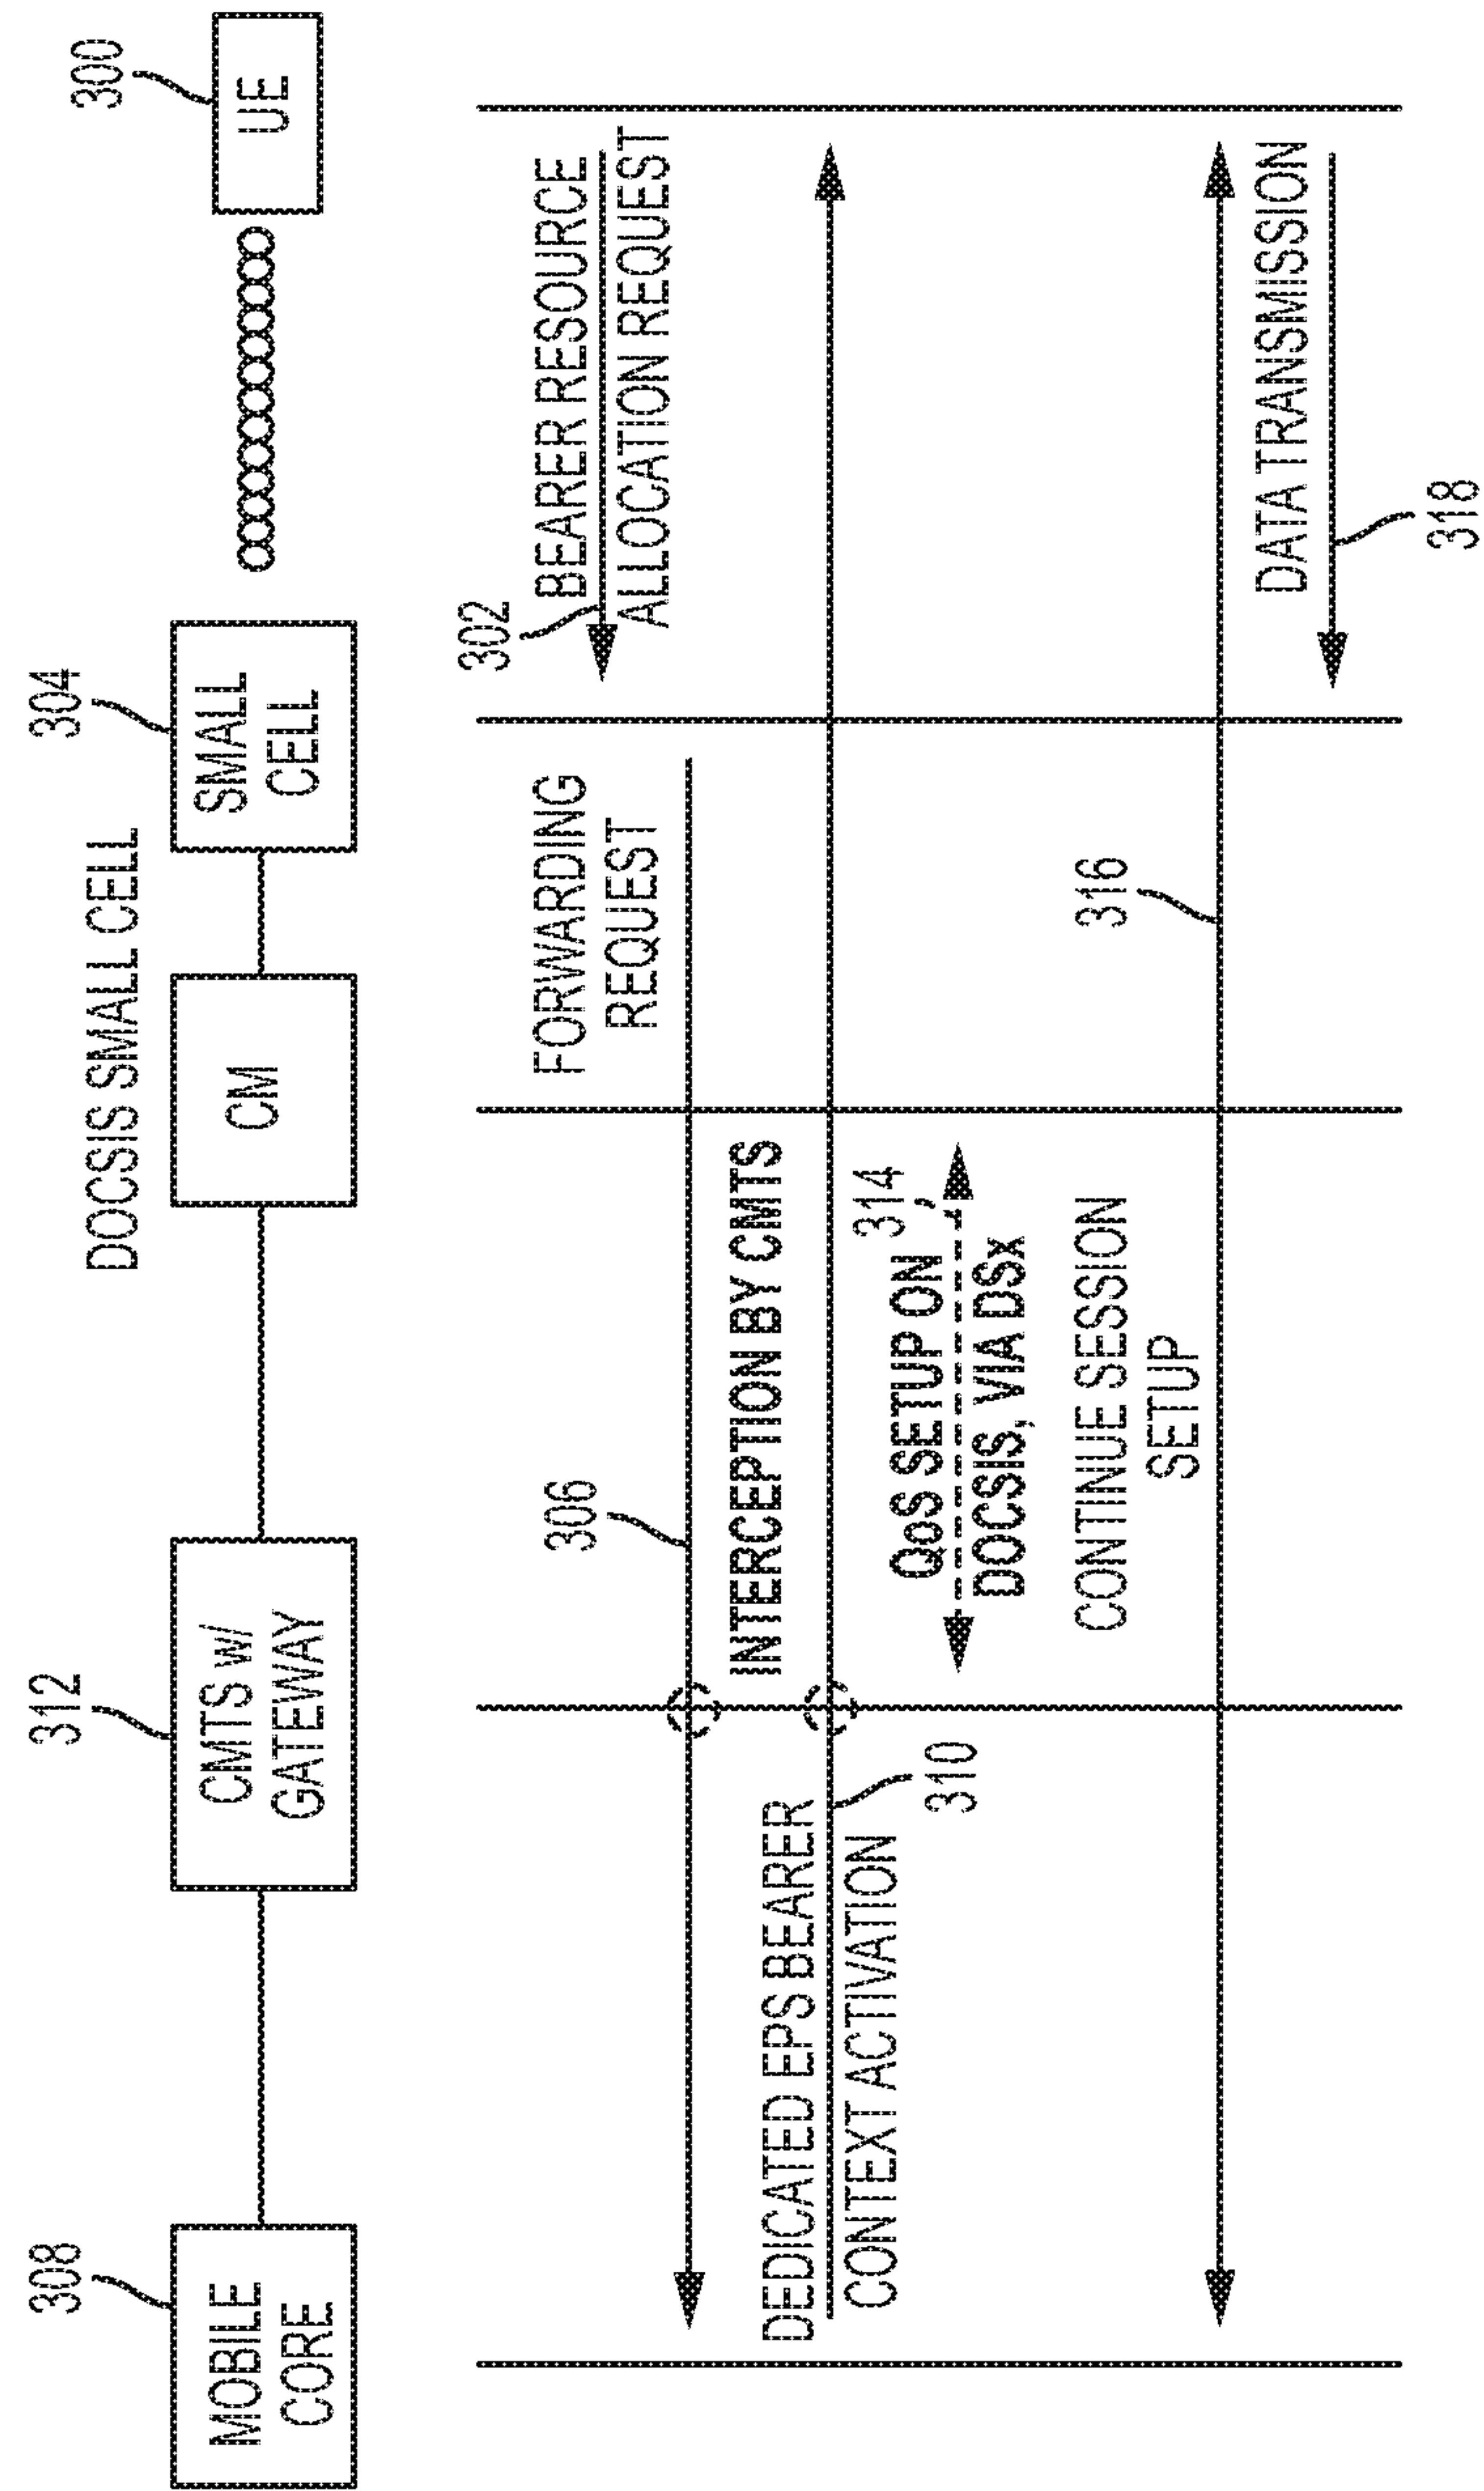 308
312
DOCSIS SMALL CELL
304
300
MOBILE
CORE
CMTS w/
GATEWAY
CM
SMALL
CELL
UE
302
FORWARDING
REQUEST
BEARER RESOURCE
ALLOCATION REQUEST
306
INTERCEPTION BY CMTS
DEDICATED EPS BEARER
CONTEXT ACTIVATION
310
314
QoS SETUP ON
DOCSIS, VIA DSx
CONTINUE SESSION
SETUP
316
DATA TRANSMISSION
318